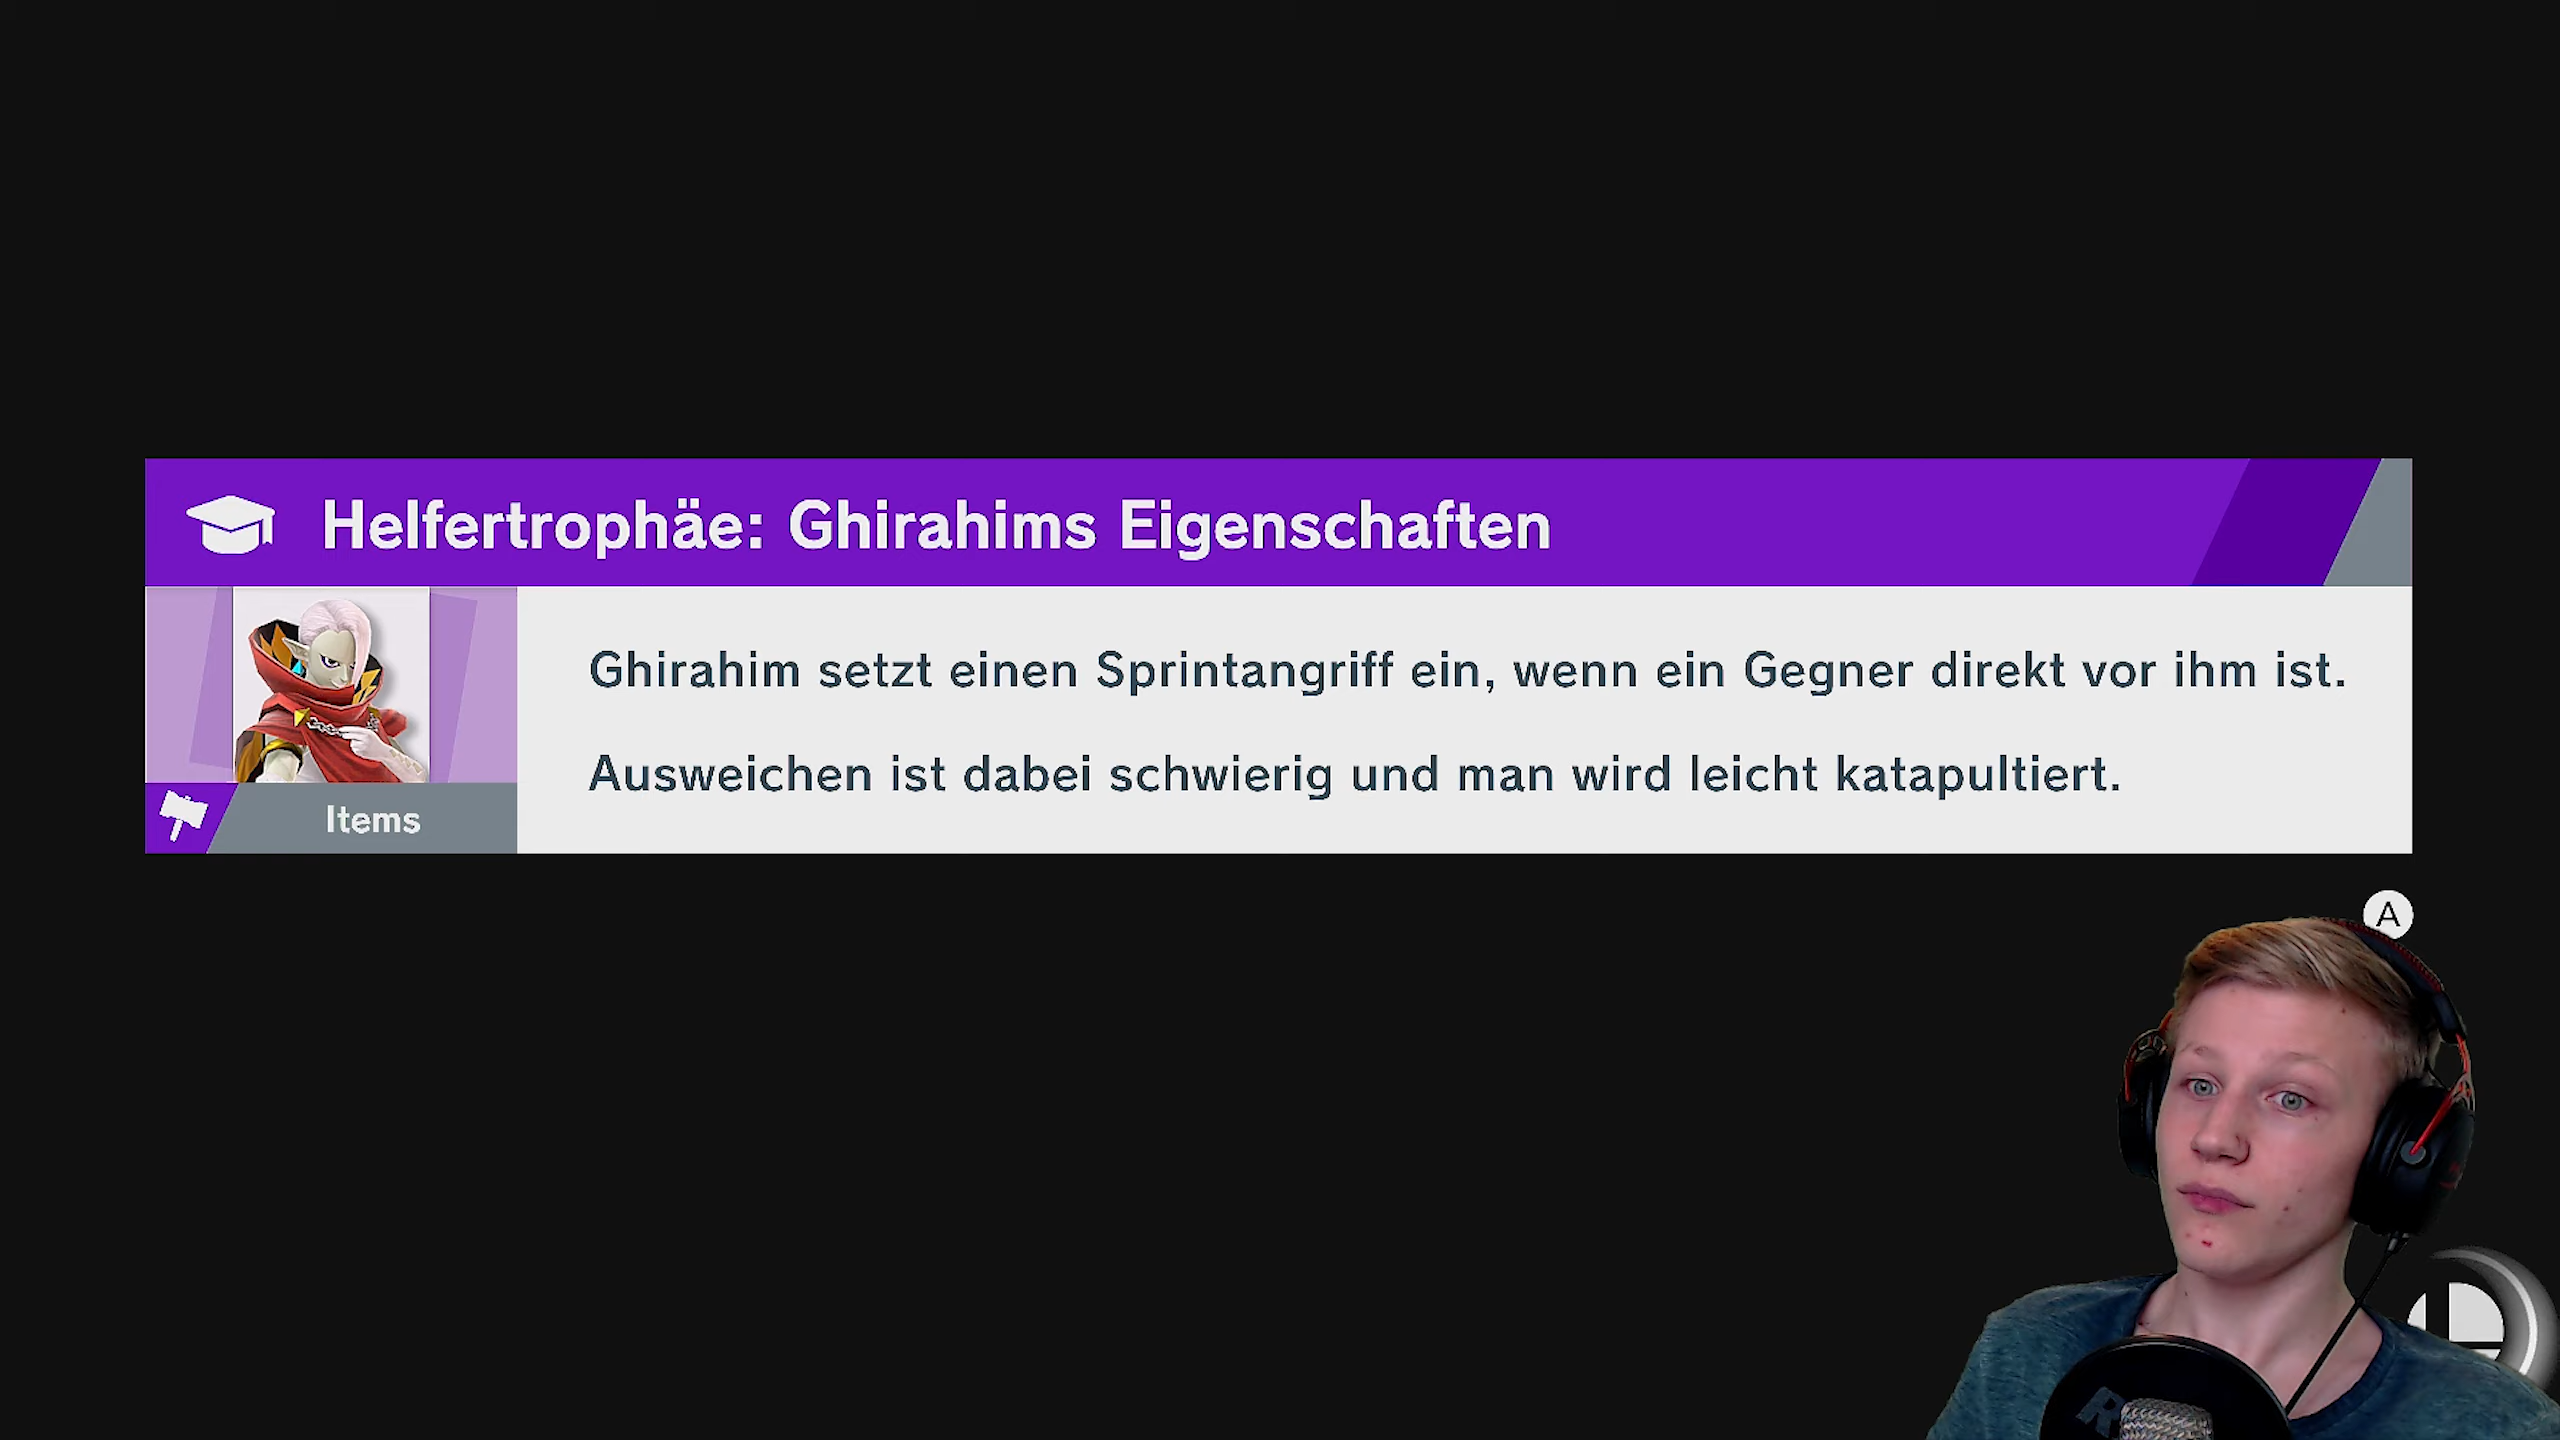 Helfertrophäe: Ghirahims Eigenschaften
Ghirahim setzt einen Sprintangriff ein, wenn ein Gegner direkt vor ihm ist.
Ausweichen ist dabei schwierig und man wird leicht katapultiert.
Items
A